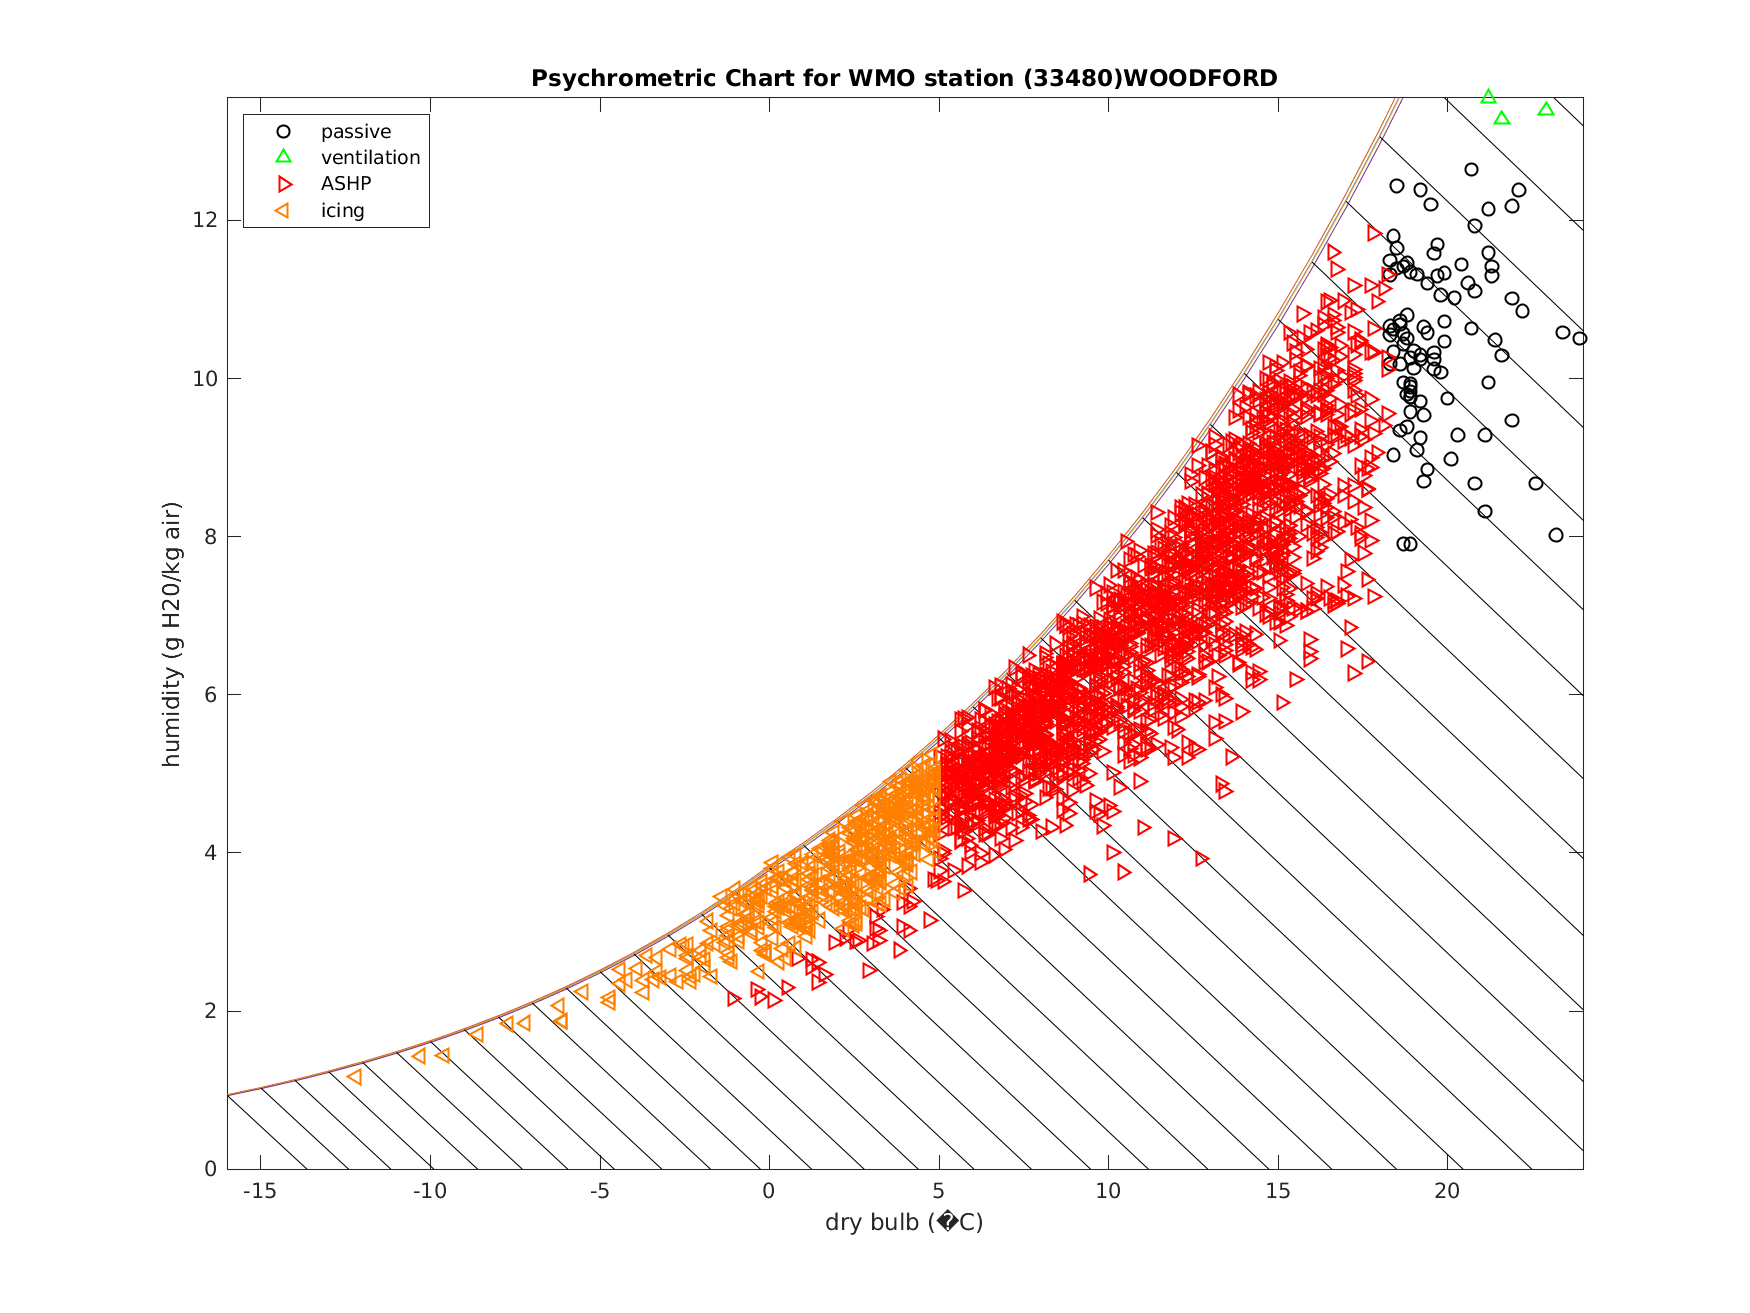 Psychrometric Chart for WMO station (33480)WOODFORD
passive
ventilation
ASHP
icing
humidity (g H20/kg air)
12
10
8
6
4
2
0
-15 -10 -5 0 5 10 15 20
dry bulb (�C)